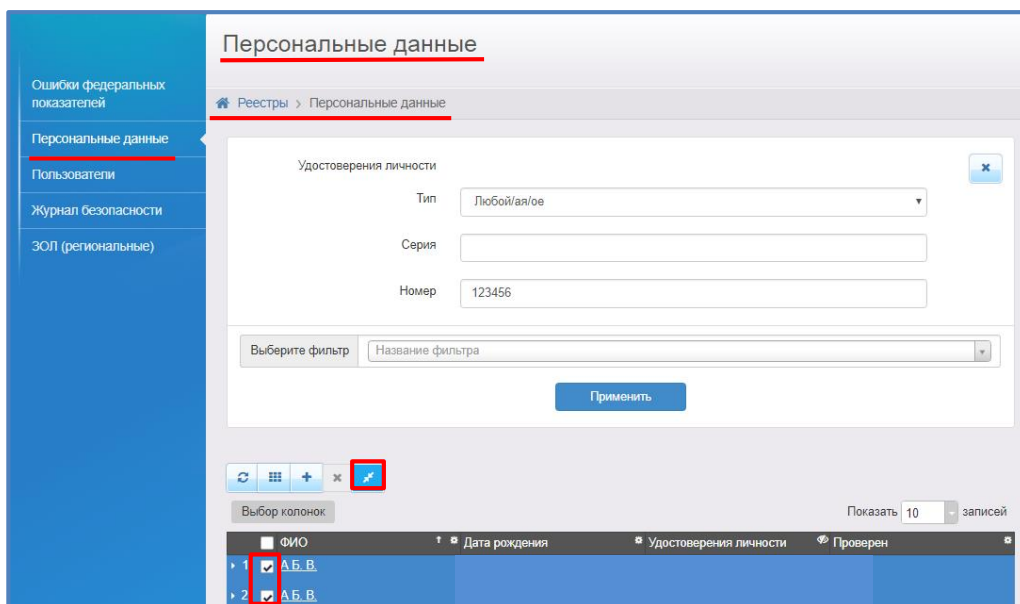 Персональные данные
Ошибки федеральных
показателей
Персональные данные
Пользователи
Журнал безопасности
ЗОЛ (региональные)
Реестры > Персональные данные
Удостоверения личности
Тип Любой/ая/ое
Серия
Номер 123456
Выберите фильтр Название фильтра
Применить
Выбор колонок Показать 10 записей
ФИО Дата рождения Удостоверения личности Проверен
1 А Б. В.
2 А Б. В.